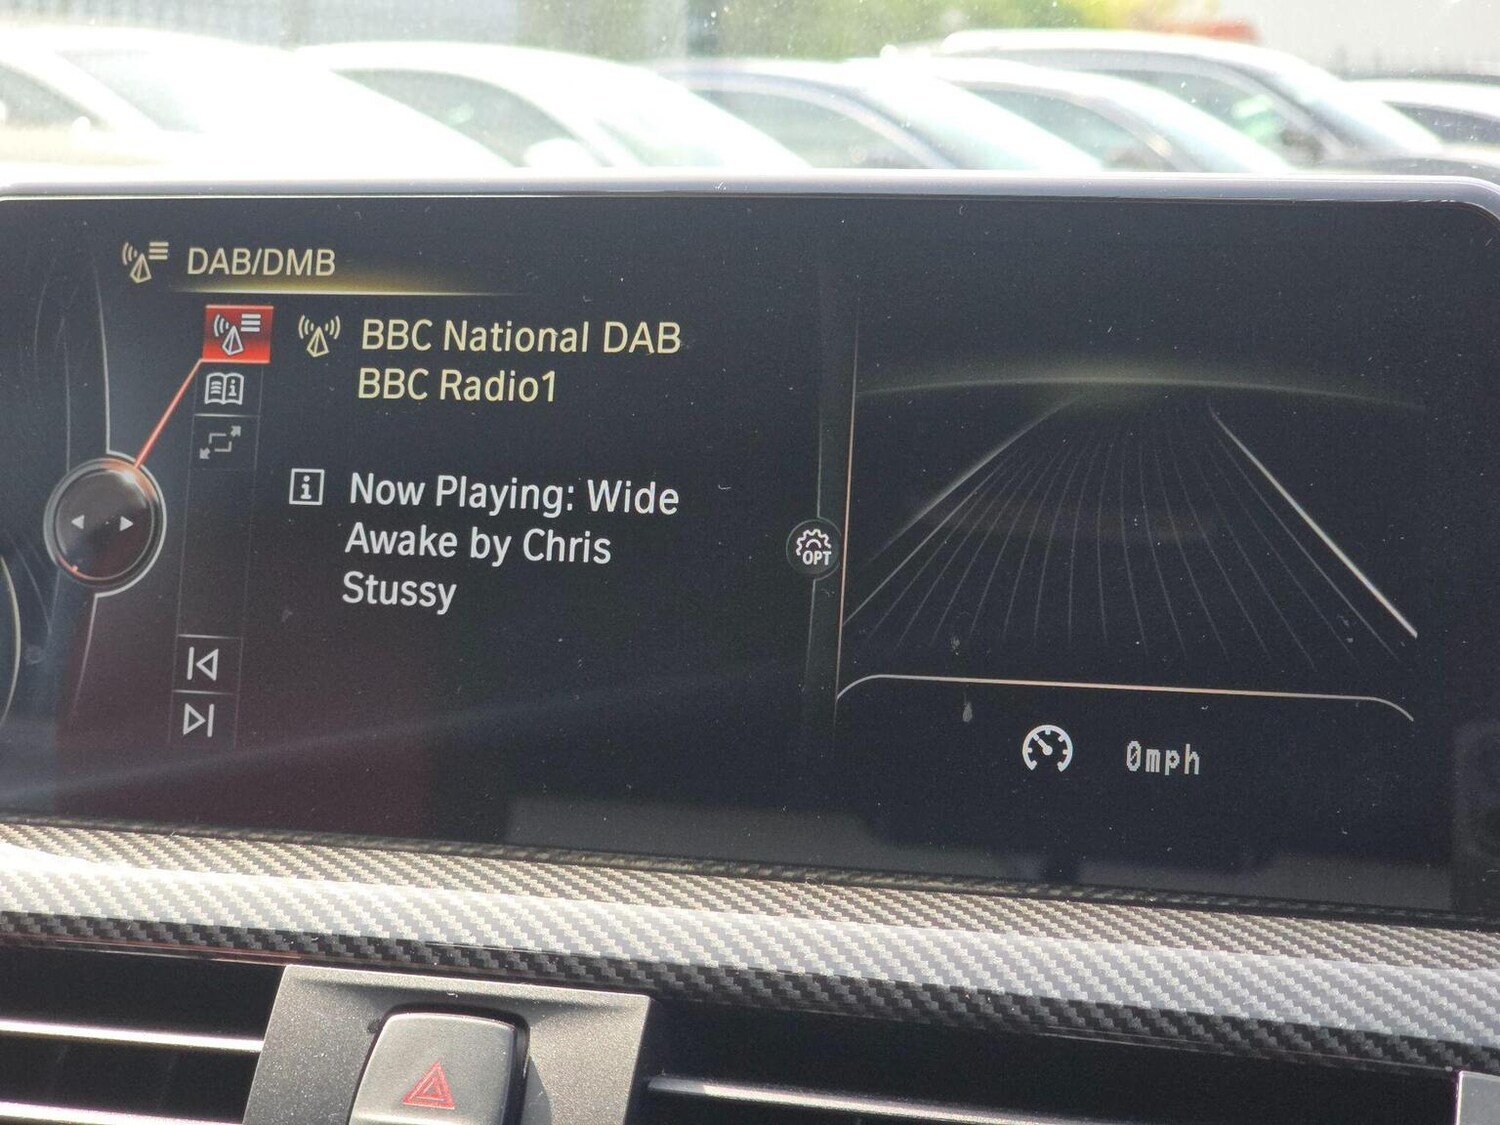 DAB/DMB
BBC National DAB
BBC Radio1
Now Playing: Wide
Awake by Chris
Stussy
OPT
0mph